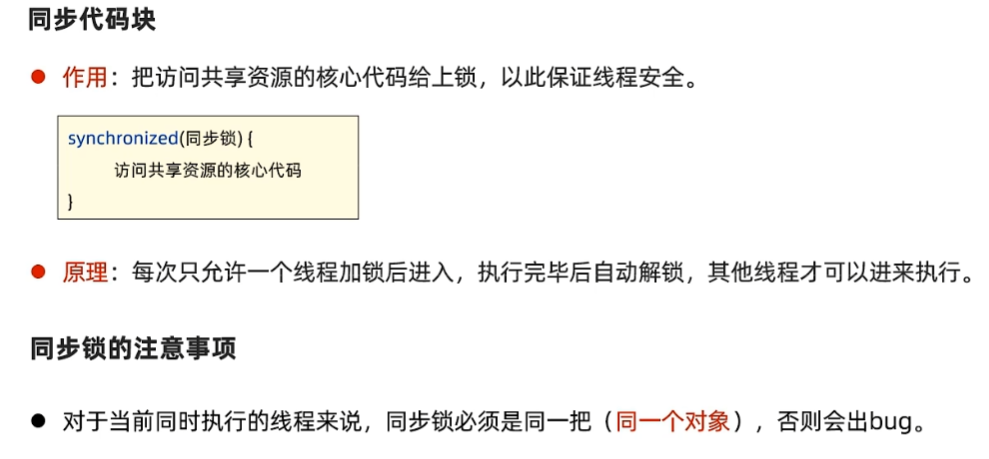 同步代码块
作用：把访问共享资源的核心代码给上锁，以此保证线程安全。
synchronized(同步锁) {
访问共享资源的核心代码
}
原理：每次只允许一个线程加锁后进入，执行完毕后自动解锁，其他线程才可以进来执行。
同步锁的注意事项
对于当前同时执行的线程来说，同步锁必须是同一把（同一个对象），否则会出bug。